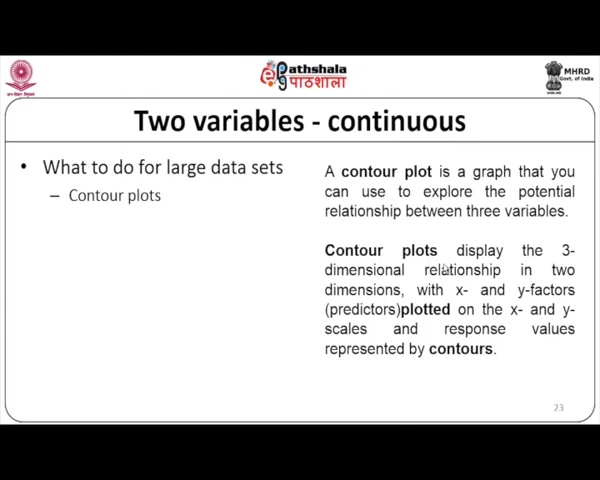 Pathshala
पाठशाला
MHRD
Govt. of India
Two variables - continuous
• What to do for large data sets
– Contour plots
A contour plot is a graph that you
can use to explore the potential
relationship between three variables.
Contour plots display the 3-
dimensional relationship in two
dimensions, with x- and y-factors
(predictors)plotted on the x- and y-
scales and response values
represented by contours.
23